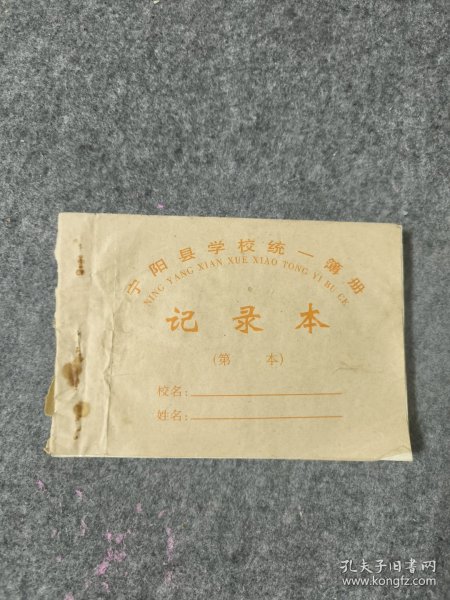 宁阳县学校统一簿册
NING YANG XIAN XUE XIAO TONG YI BU CE
记录本
(第 本)
校名:
姓名:
孔夫子旧书网
www.kongfz.com